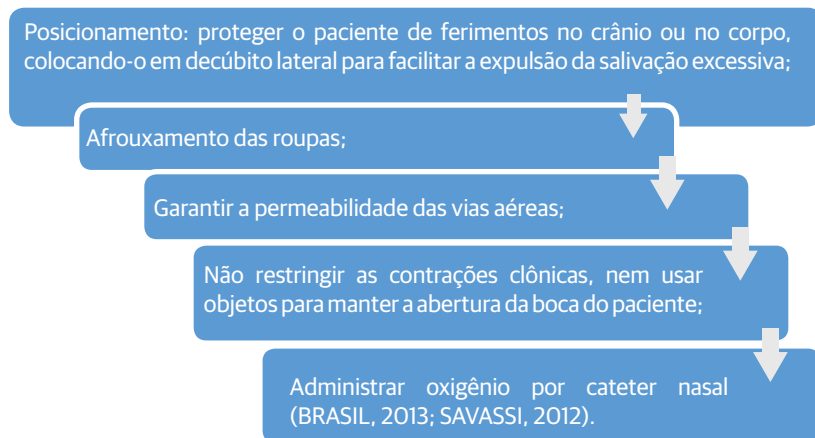 Posicionamento: proteger o paciente de ferimentos no crânio ou no corpo,
colocando-o em decúbito lateral para facilitar a expulsão da salivação excessiva;
Afrouxamento das roupas;
Garantir a permeabilidade das vias aéreas;
Não restringir as contrações clônicas, nem usar
objetos para manter a abertura da boca do paciente;
Administrar oxigênio por cateter nasal
(BRASIL, 2013; SAVASSI, 2012).